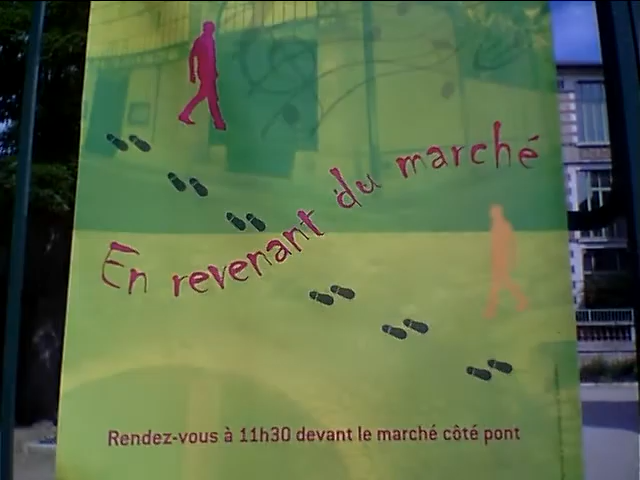 En revenant du marché
Rendez-vous à 11h30 devant le marché côté pont